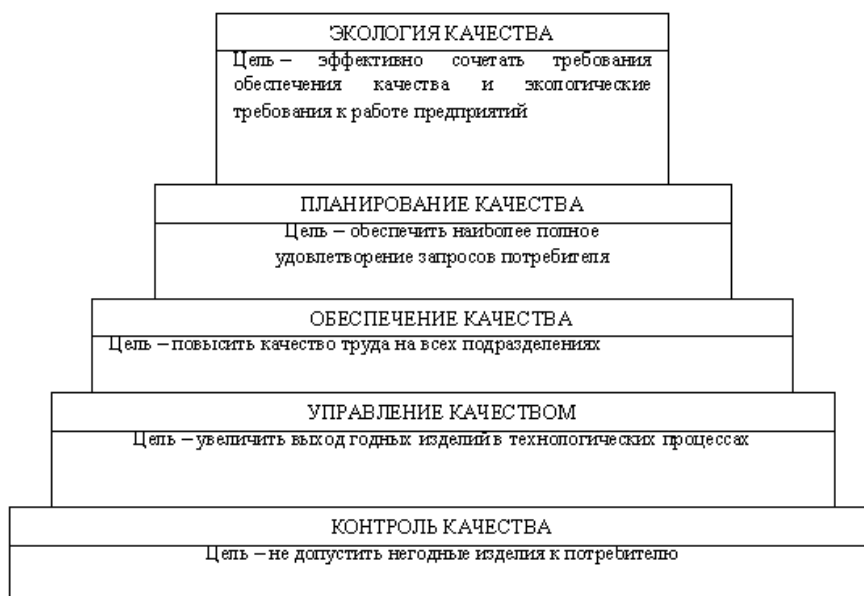 ЭКОЛОГИЯ КАЧЕСТВА
Цель – эффективно сочетать требования
обеспечения качества и экологические
требования к работе предприятий
ПЛАНИРОВАНИЕ КАЧЕСТВА
Цель – обеспечить наиболее полное
удовлетворение запросов потребителя
ОБЕСПЕЧЕНИЕ КАЧЕСТВА
Цель – повысить качество труда на всех подразделениях
УПРАВЛЕНИЕ КАЧЕСТВОМ
Цель – увеличить выход годных изделий в технологических процессах
КОНТРОЛЬ КАЧЕСТВА
Цель – не допустить негодные изделия к потребителю